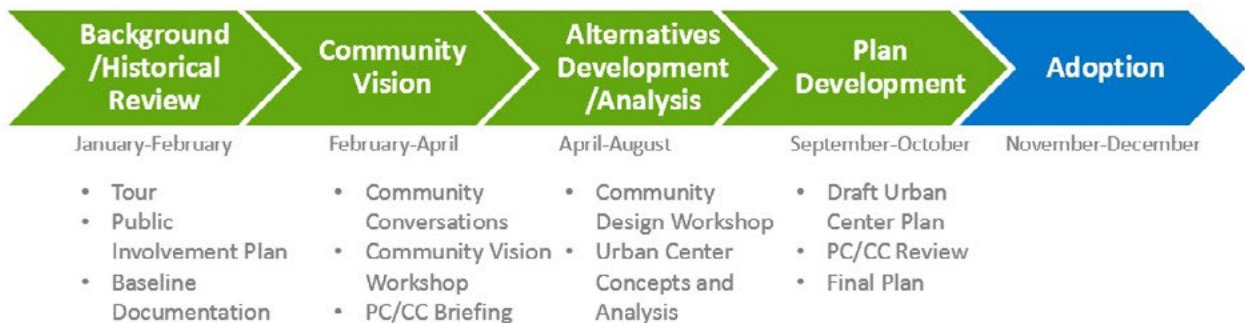 Background
/Historical
Review
Community
Vision
Alternatives
Development
/Analysis
Plan
Development
Adoption
January-February
February-April
April-August
September-October
November-December
• Tour
• Public
Involvement Plan
• Baseline
Documentation
• Community
Conversations
• Community Vision
Workshop
• PC/CC Briefing
• Community
Design Workshop
• Urban Center
Concepts and
Analysis
• Draft Urban
Center Plan
• PC/CC Review
• Final Plan